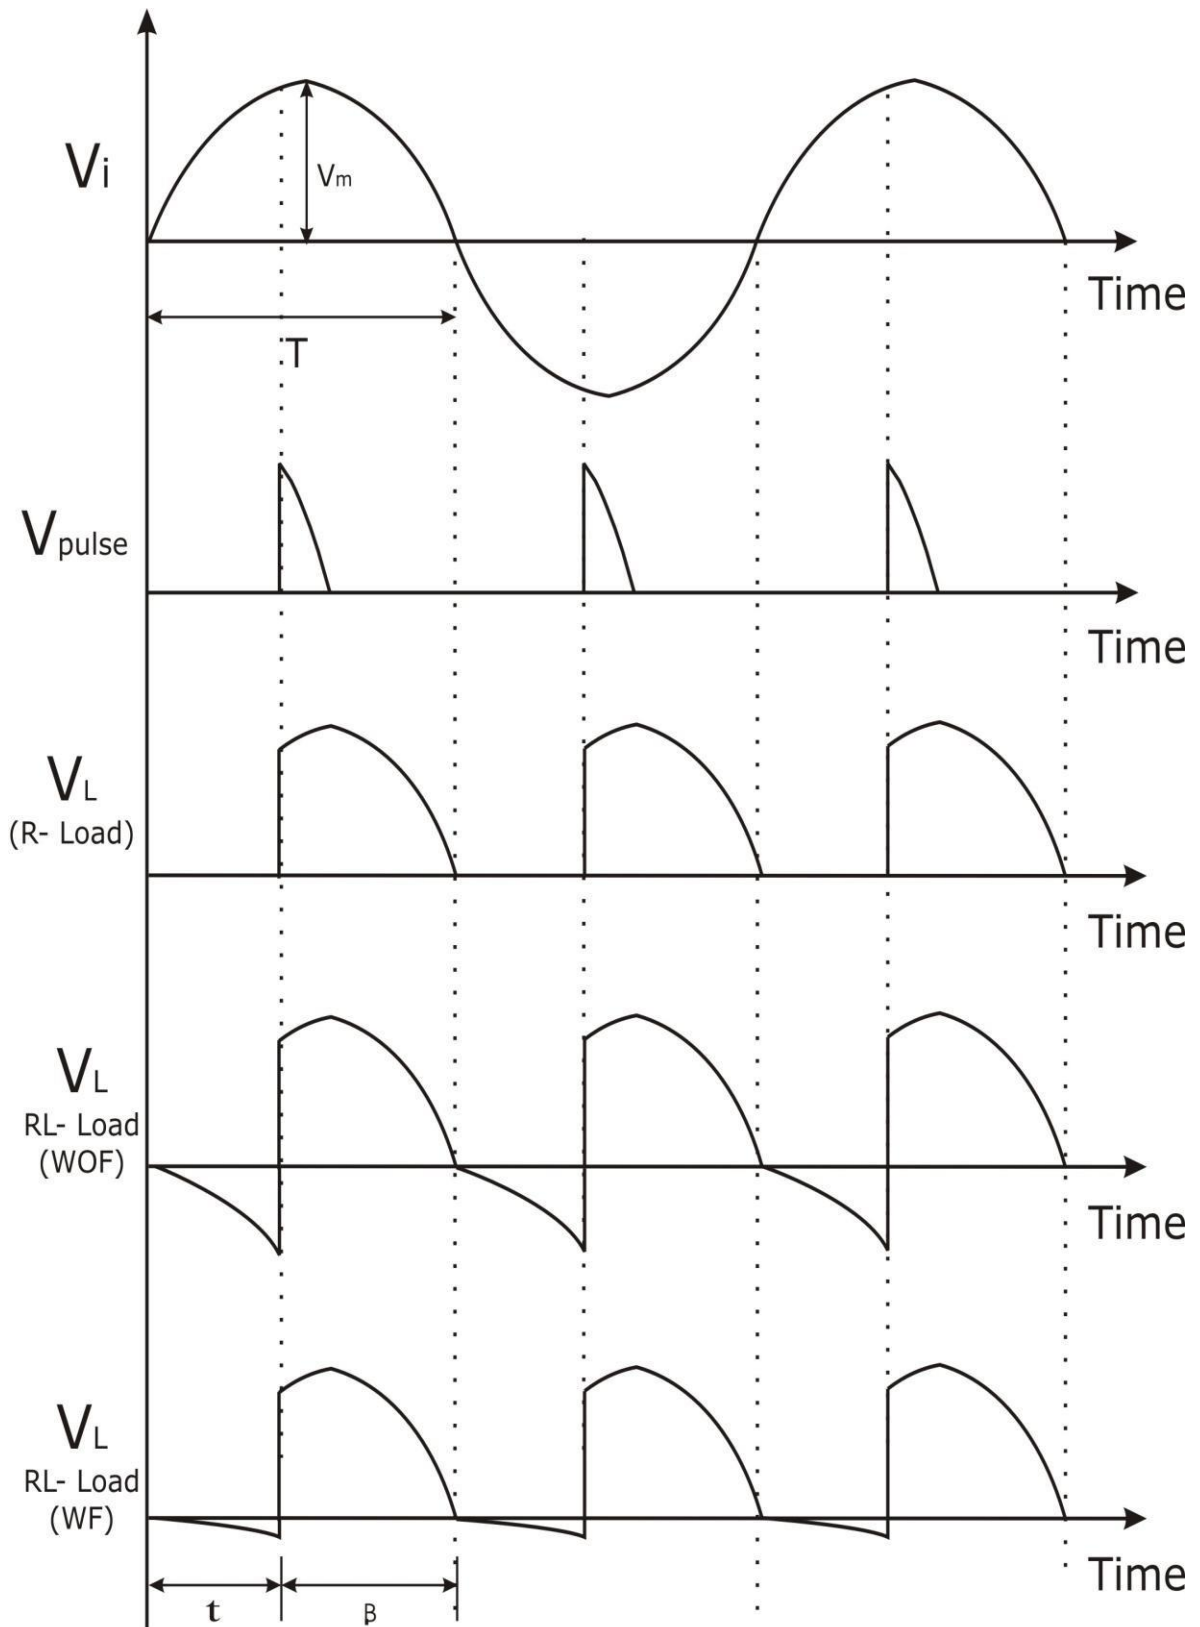 Vi
Vm
Time
T
Vpulse
Time
VL
(R- Load)
Time
VL
RL- Load
(WOF)
Time
VL
RL- Load
(WF)
Time
t
β